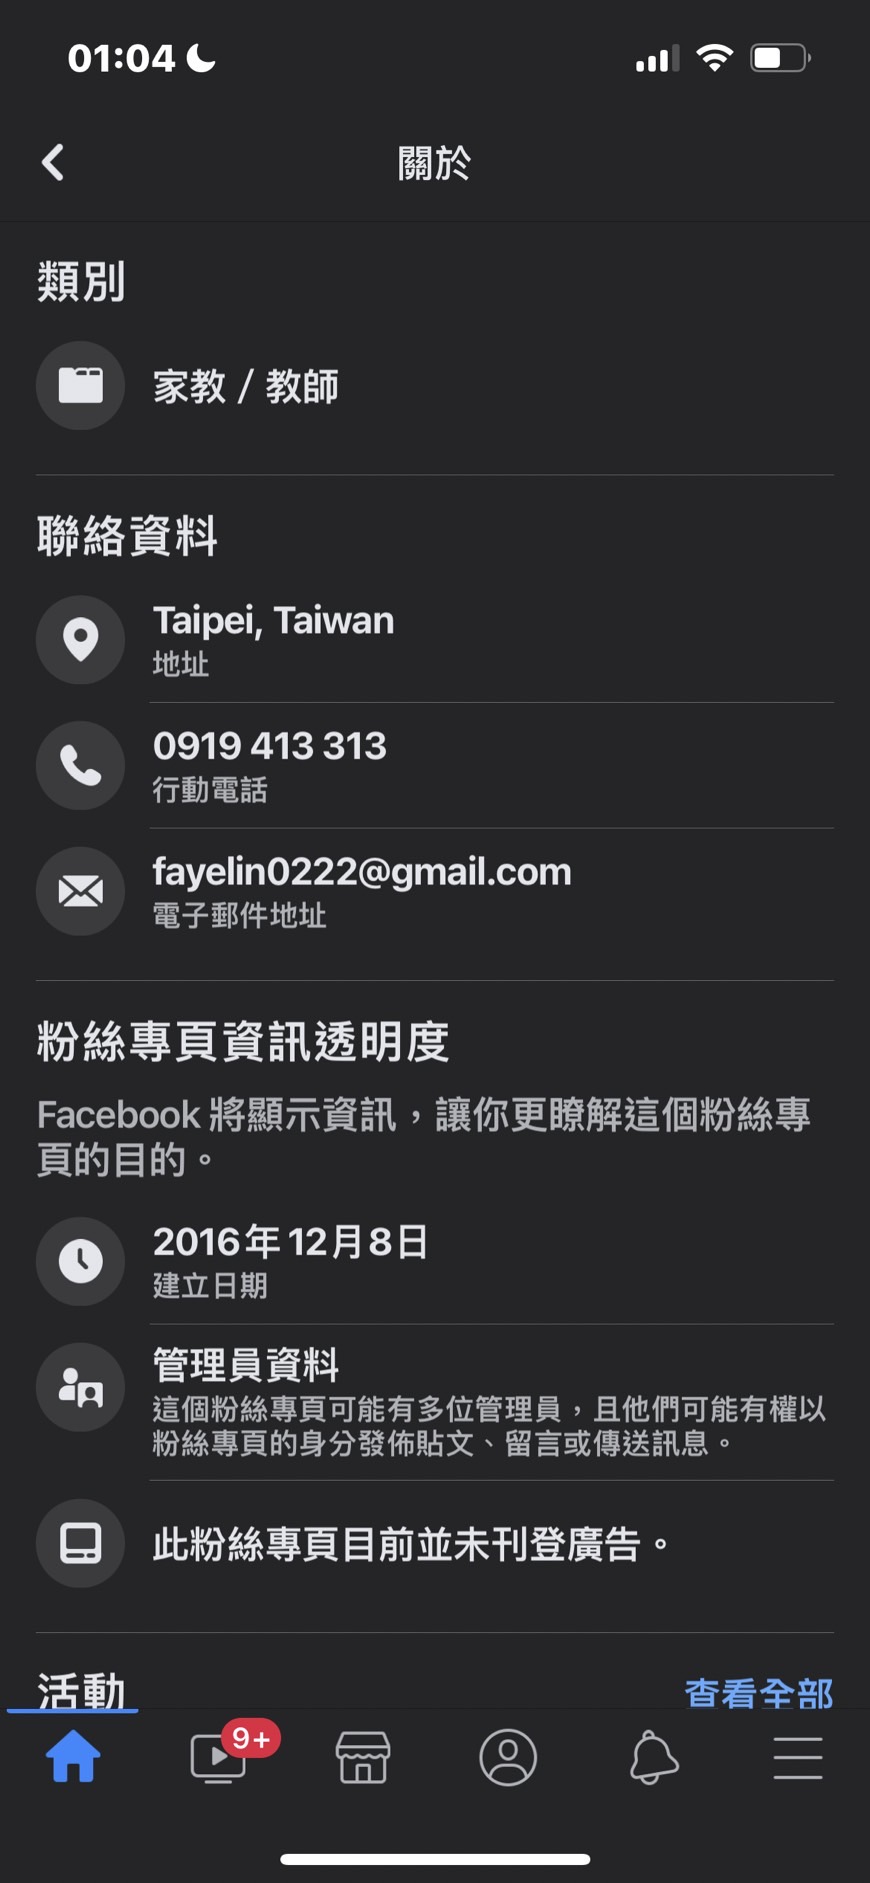 01:04
關於
類別
家教 / 教師
聯絡資料
Taipei, Taiwan
地址
0919 413 313
行動電話
fayelin0222@gmail.com
電子郵件地址
粉絲專頁資訊透明度
Facebook 將顯示資訊，讓你更瞭解這個粉絲專
頁的目的。
2016年12月8日
建立日期
管理員資料
這個粉絲專頁可能有多位管理員，且他們可能有權以
粉絲專頁的身分發佈貼文、留言或傳送訊息。
此粉絲專頁目前並未刊登廣告。
活動
查看全部
9+